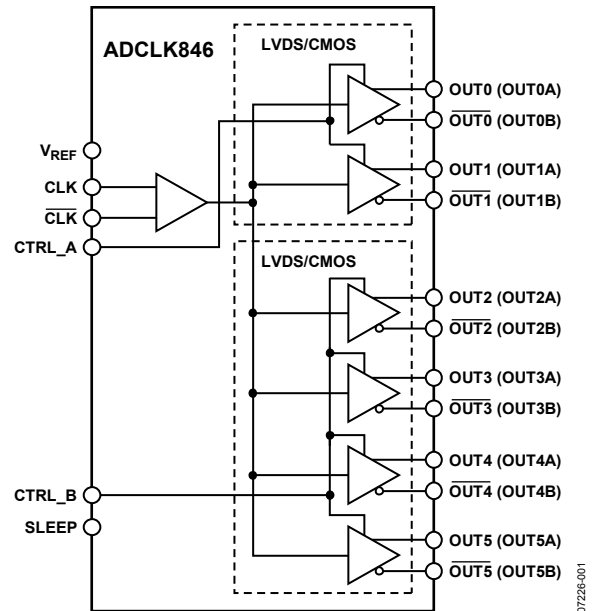 ADCLK846
LVDS/CMOS
OUT0 (OUT0A)
OUT0 (OUT0B)
VREF
OUT1 (OUT1A)
CLK
OUT1 (OUT1B)
CLK
CTRL_A
LVDS/CMOS
OUT2 (OUT2A)
OUT2 (OUT2B)
OUT3 (OUT3A)
OUT3 (OUT3B)
OUT4 (OUT4A)
CTRL_B
OUT4 (OUT4B)
SLEEP
OUT5 (OUT5A)
OUT5 (OUT5B)
07226-001